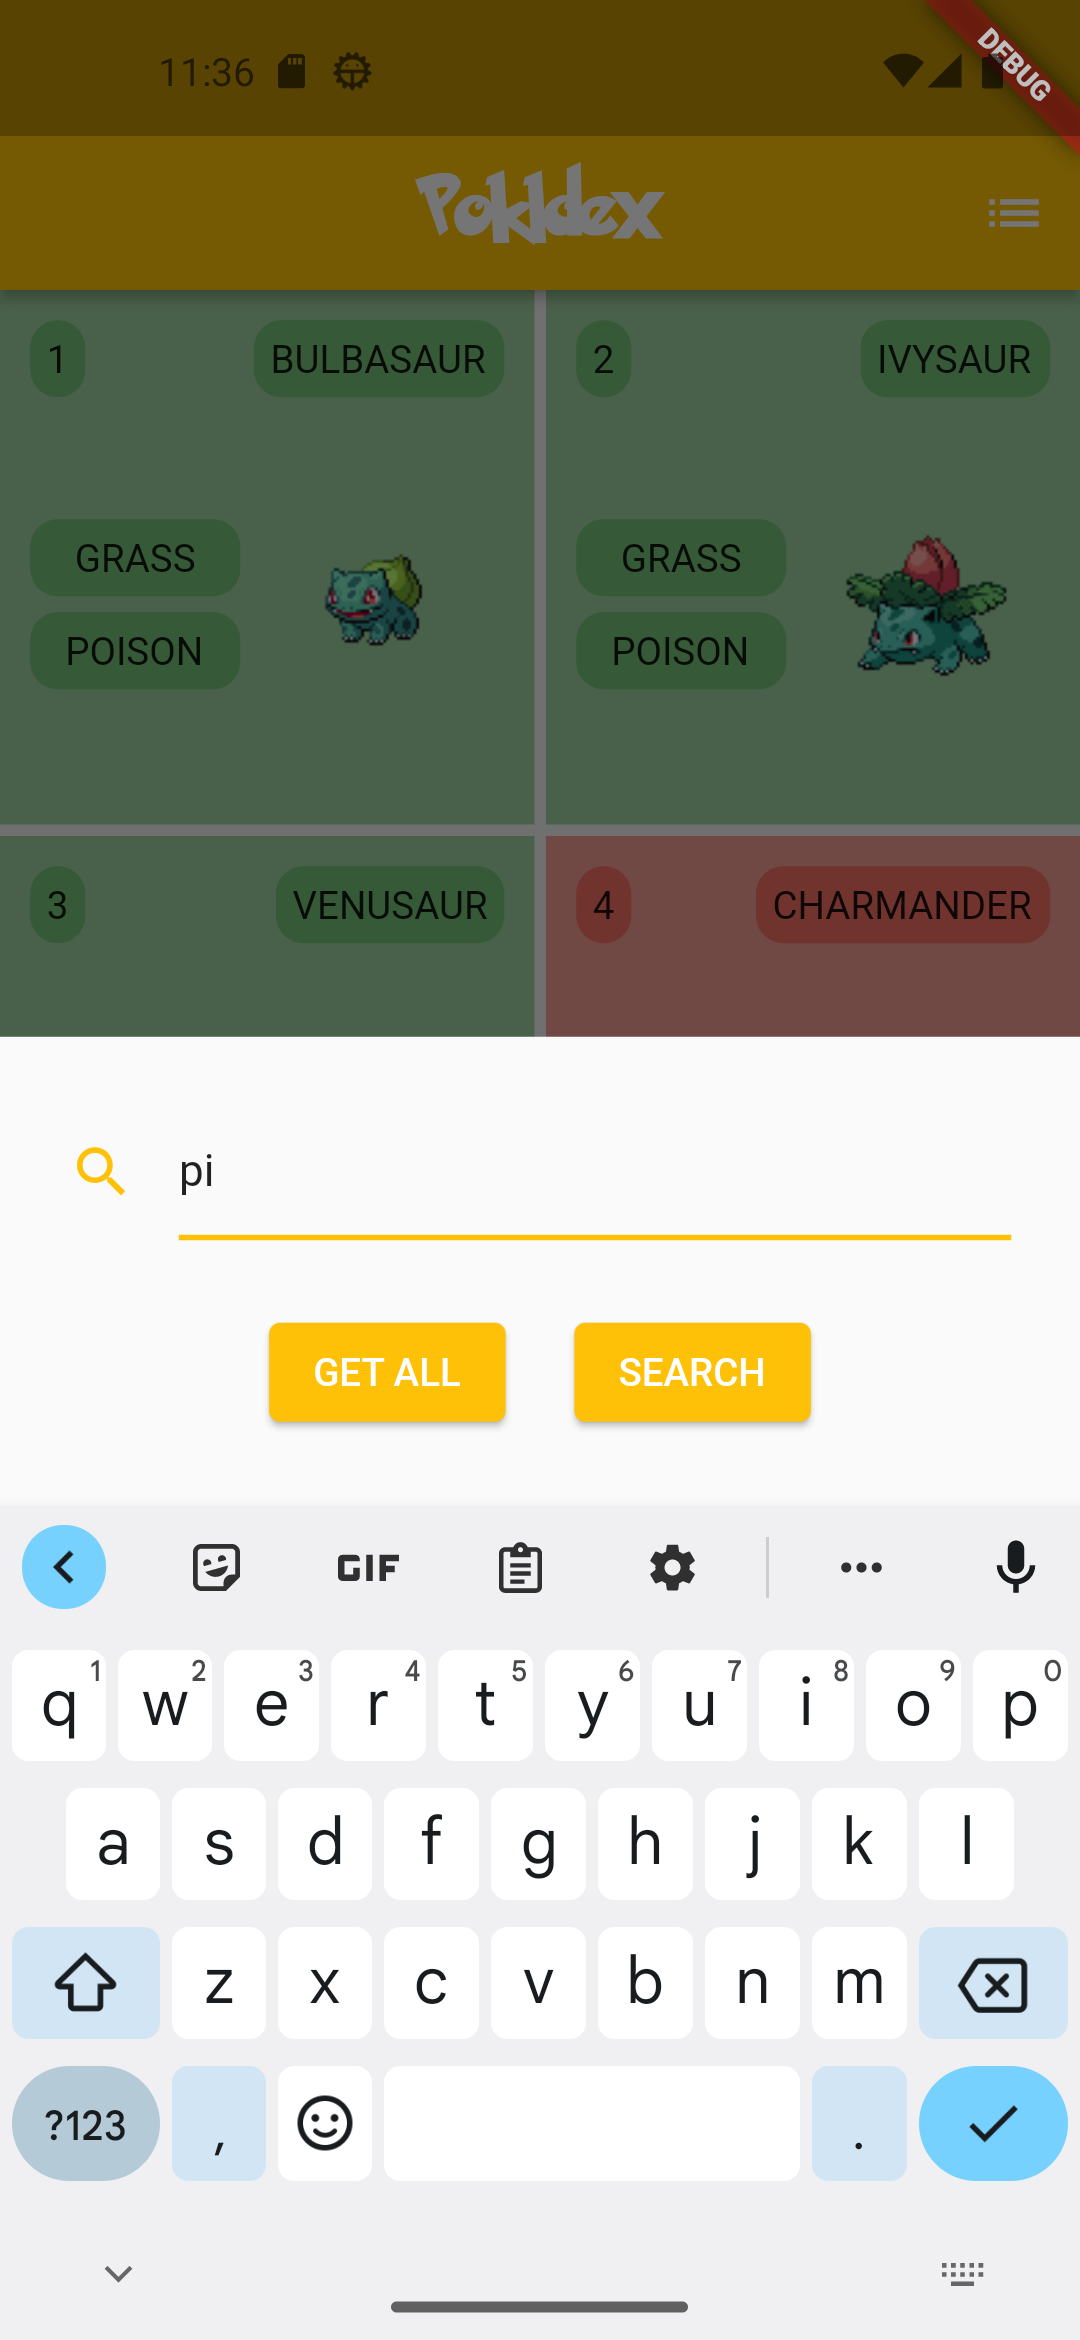 11:36
DEBUG
Pokldex
1 BULBASAUR
2 IVYSAUR
GRASS
POISON
GRASS
POISON
3 VENUSAUR
4 CHARMANDER
pi
GET ALL SEARCH
GIF
q 1 w 2 e 3 r 4 t 5 y 6 u 7 i 8 o 9 p 0
a s d f g h j k l
z x c v b n m
?123 , .